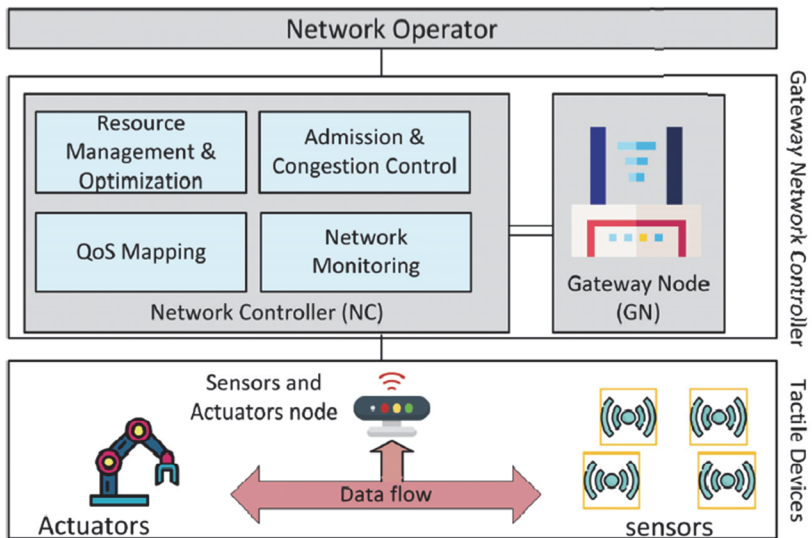 Network Operator
Resource
Management &
Optimization
Admission &
Congestion Control
QoS Mapping
Network
Monitoring
Network Controller (NC)
Gateway Node
(GN)
Gateway Network Controller
Sensors and
Actuators node
Data flow
Actuators
sensors
Tactile Devices